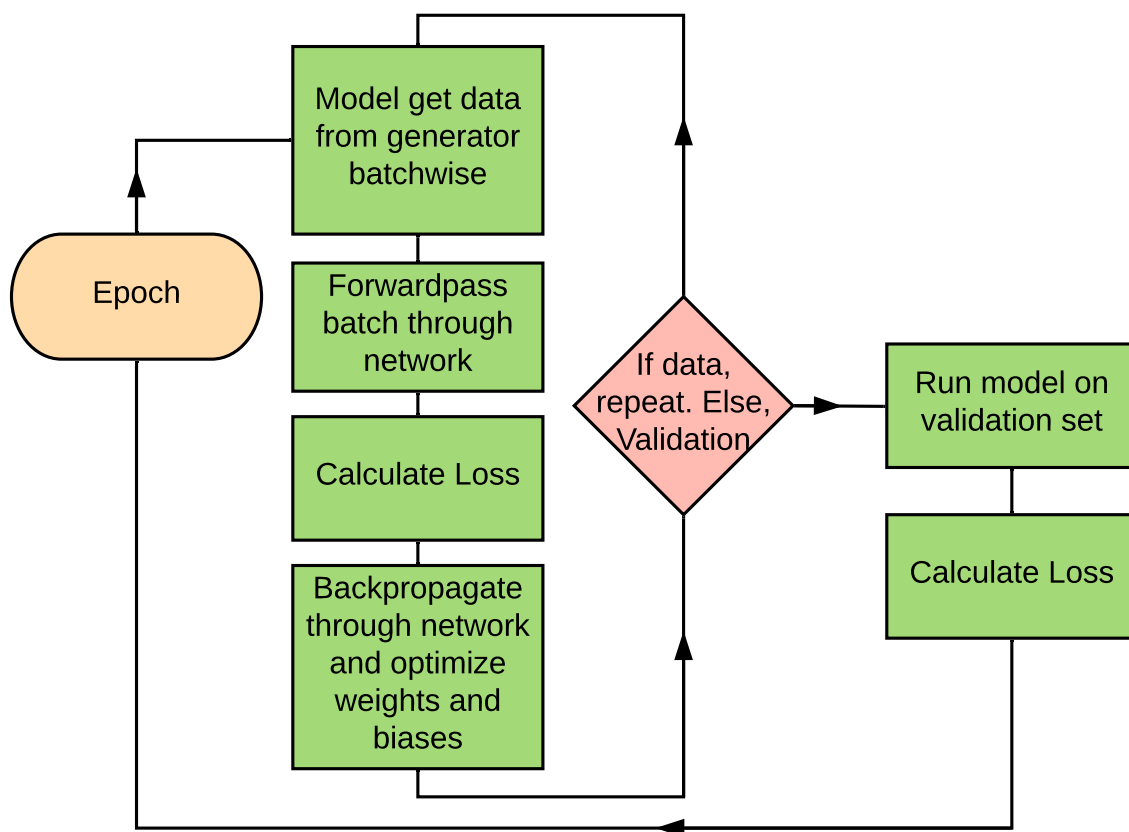 Epoch
Model get data
from generator
batchwise
Forwardpass
batch through
network
Calculate Loss
Backpropagate
through network
and optimize
weights and
biases
If data,
repeat. Else,
Validation
Run model on
validation set
Calculate Loss